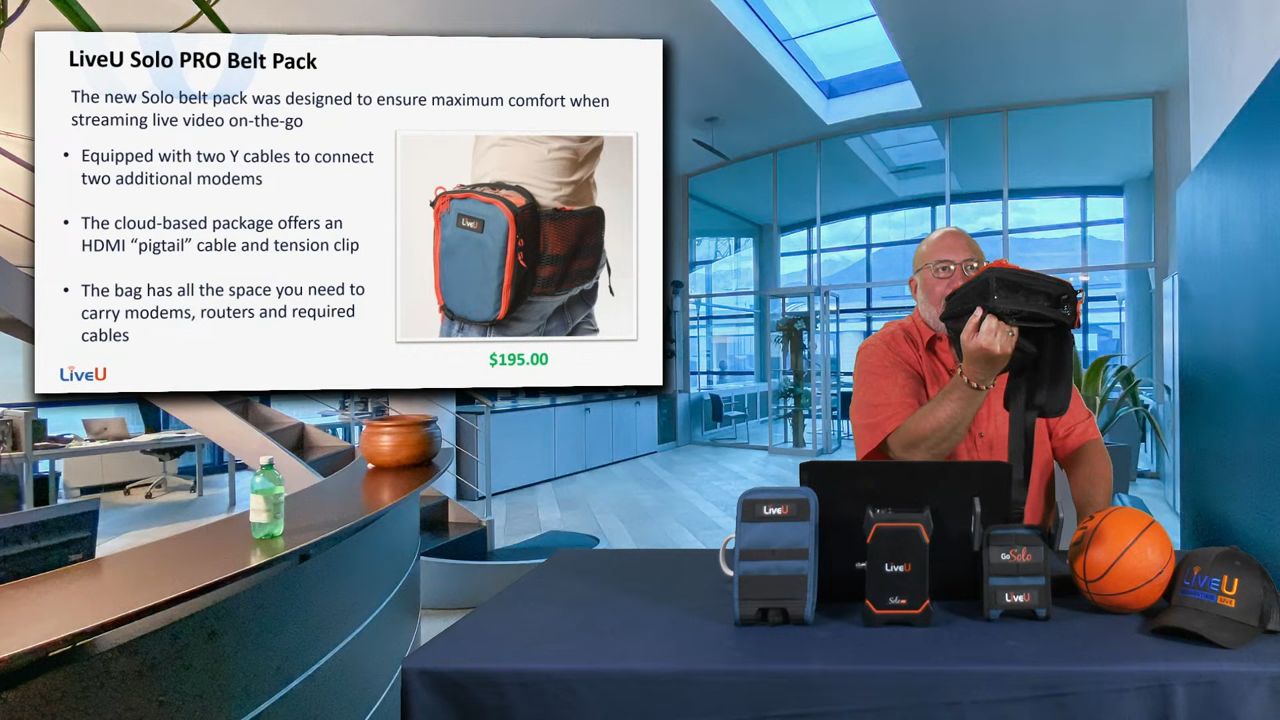 LiveU Solo PRO Belt Pack
The new Solo belt pack was designed to ensure maximum comfort when
streaming live video on-the-go
• Equipped with two Y cables to connect
two additional modems
• The cloud-based package offers an
HDMI “pigtail” cable and tension clip
• The bag has all the space you need to
carry modems, routers and required
cables
LiveU
$195.00
LiveU
LiveU
LiveU
Solo
GoSolo
LiveU
LiveU